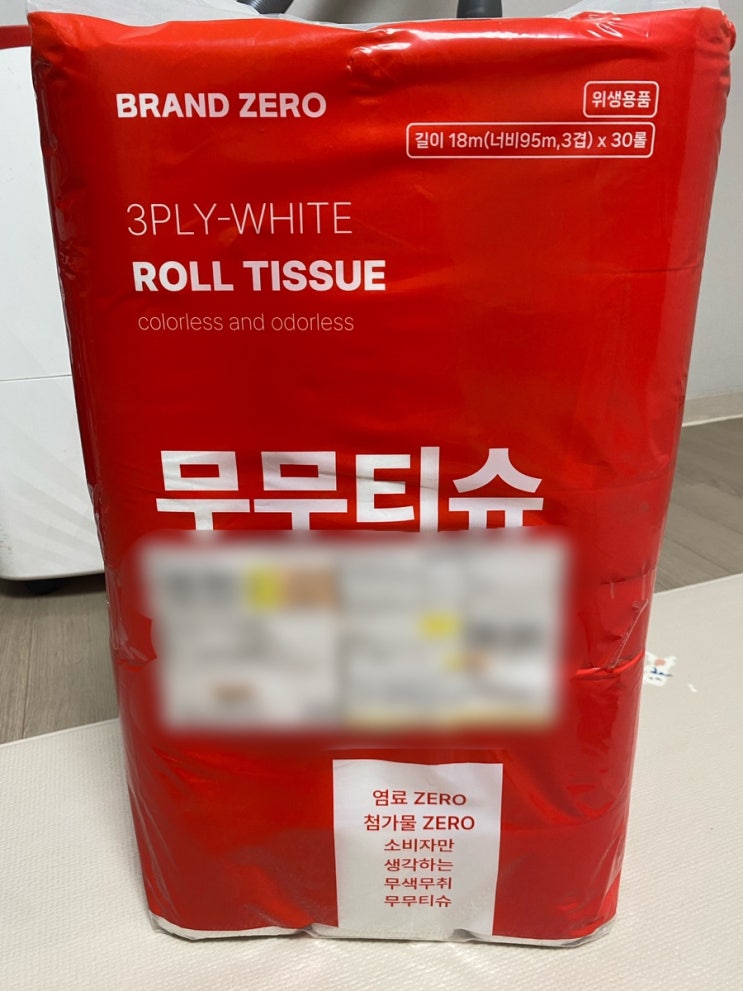 BRAND ZERO
위생용품
길이 18m(너비95m,3겹) x 30롤
3PLY-WHITE
ROLL TISSUE
colorless and odorless
무무티슈
염료 ZERO
첨가물 ZERO
소비자만
생각하는
무색무취
무무티슈